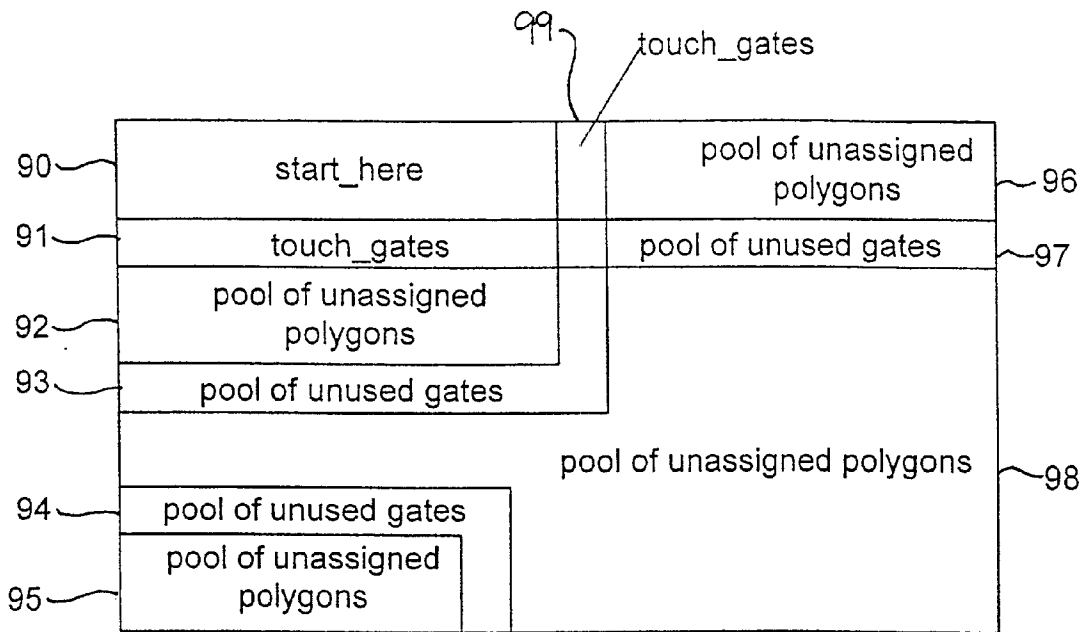 99
touch_gates
90
start_here
pool of unassigned
polygons
96
91
touch_gates
pool of unused gates
97
92
pool of unassigned
polygons
93
pool of unused gates
pool of unassigned polygons
98
94
pool of unused gates
95
pool of unassigned
polygons